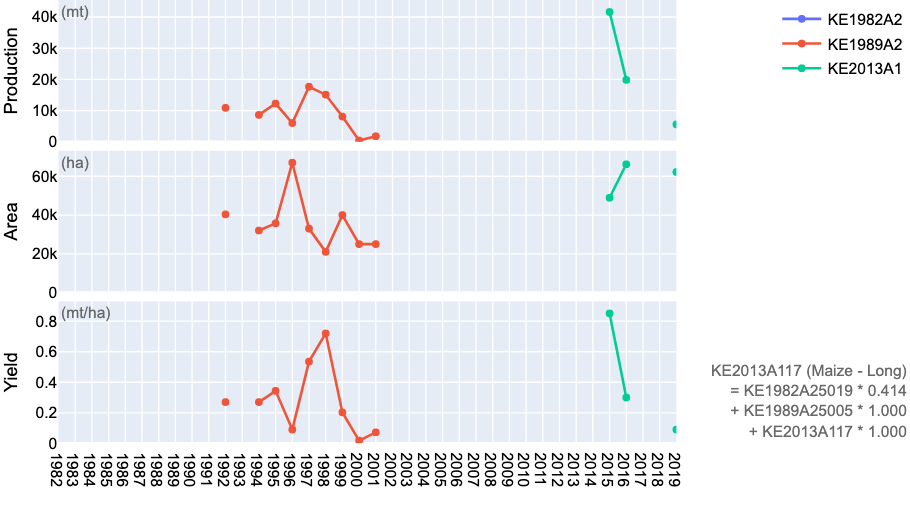 (mt)
40k
30k
20k
10k
0
Production
(ha)
60k
40k
20k
0
Area
(mt/ha)
0.8
0.6
0.4
0.2
0
Yield
1982
1983
1984
1985
1986
1987
1988
1989
1990
1991
1992
1993
1994
1995
1996
1997
1998
1999
2000
2001
2002
2003
2004
2005
2006
2007
2008
2009
2010
2011
2012
2013
2014
2015
2016
2017
2018
2019
KE1982A2
KE1989A2
KE2013A1
KE2013A117 (Maize - Long)
= KE1982A25019 * 0.414
+ KE1989A25005 * 1.000
+ KE2013A117 * 1.000